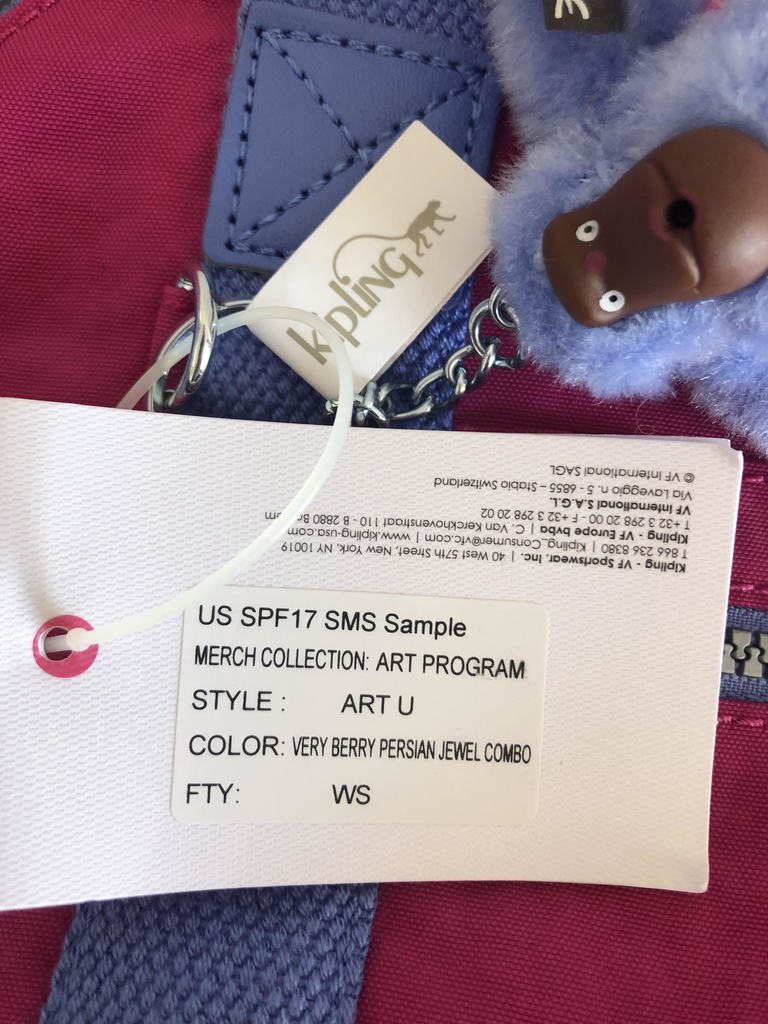 kipling
© VF International SAGL
Via Laveggio n. 5 - 6855 – Stabio Switzerland
VF International S.A.G.L.
T +32 3 298 20 00 - F +32 3 298 20 02
Kipling - VF Europe bvba | C. Van Kerckhovenstraat 110 - B 2880
T 866 236 8380 | Kipling_Consumer@vfc.com | www.kipling-usa.com
Kipling - VF Sportswear, Inc. | 40 West 57th Street, New York, NY 10019
US SPF17 SMS Sample
MERCH COLLECTION: ART PROGRAM
STYLE : ART U
COLOR: VERY BERRY PERSIAN JEWEL COMBO
FTY: WS